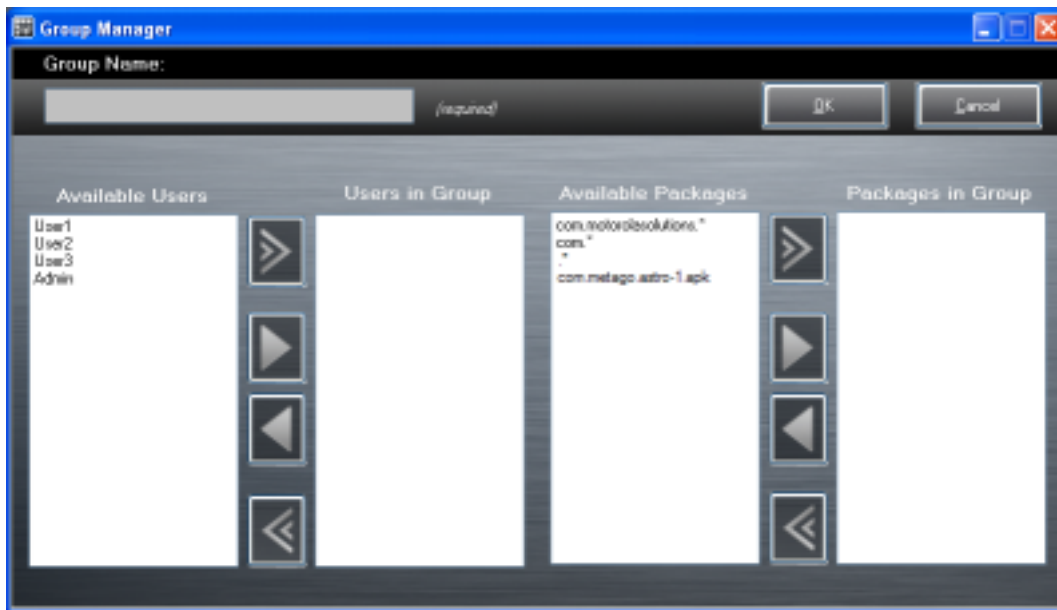 Group Manager
Group Name:
(required)
OK
Cancel
Available Users
Users in Group
Available Packages
Packages in Group
User1
User2
User3
Admin
com.motorolasolutions.*
com.*
.*
com.metago.astro-1.apk